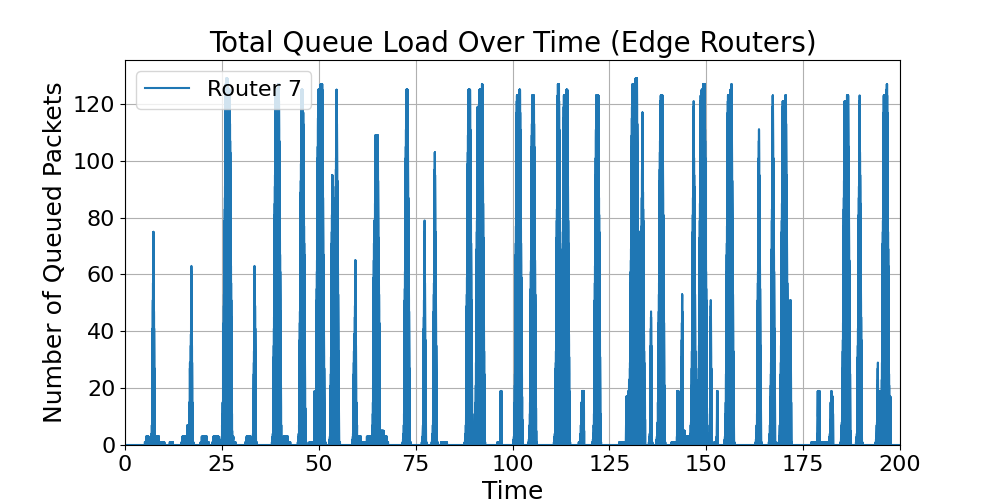 Total Queue Load Over Time (Edge Routers)
Router 7
Number of Queued Packets
120
100
80
60
40
20
0
0 25 50 75 100 125 150 175 200
Time